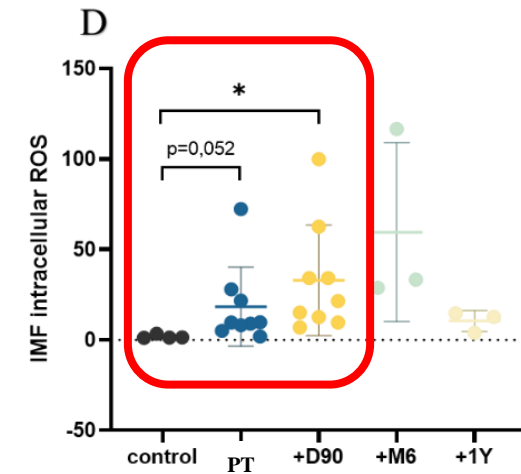 D
150
*
p=0,052
100
50
0
-50
IMF intracellular ROS
control PT +D90 +M6 +1Y